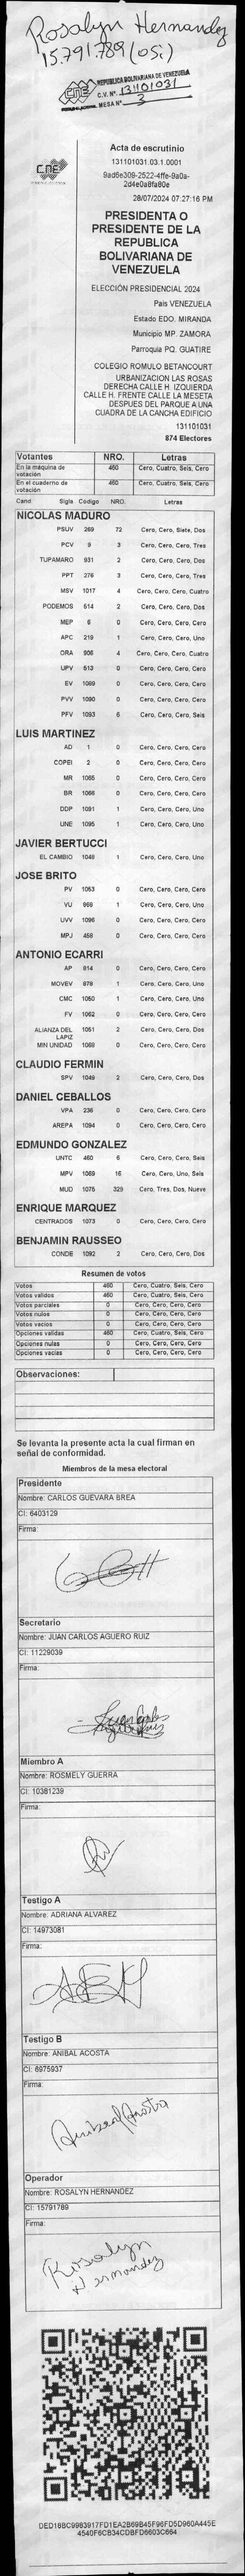 Rosalyn Hernandez
15.791.789 (OSI)
REPUBLICA BOLIVARIANA DE VENEZUELA
C.V. Nº 131101031
MESA Nº 3
CNE
Acta de escrutinio
131101031.03.1.0001
9ad6e309-2522-4ffe-9a0a-
2d4e0a8fa80e
28/07/2024 07:27:16 PM
PRESIDENTA O
PRESIDENTE DE LA
REPUBLICA
BOLIVARIANA DE
VENEZUELA
ELECCIÓN PRESIDENCIAL 2024
País VENEZUELA
Estado EDO. MIRANDA
Municipio MP. ZAMORA
Parroquia PQ. GUATIRE
COLEGIO ROMULO BETANCOURT
URBANIZACION LAS ROSAS
DERECHA CALLE H. IZQUIERDA
CALLE H. FRENTE CALLE LA MESETA
DESPUES DEL PARQUE A UNA
CUADRA DE LA CANCHA EDIFICIO
131101031
874 Electores
Votantes NRO. Letras
En la máquina de votación 460 Cero, Cuatro, Seis, Cero
En el cuaderno de votación 460 Cero, Cuatro, Seis, Cero
Cand. Sigla Código NRO. Letras
NICOLAS MADURO
PSUV 269 72 Cero, Cero, Siete, Dos
PCV 9 3 Cero, Cero, Cero, Tres
TUPAMARO 931 2 Cero, Cero, Cero, Dos
PPT 276 3 Cero, Cero, Cero, Tres
MSV 1017 4 Cero, Cero, Cero, Cuatro
PODEMOS 614 2 Cero, Cero, Cero, Dos
MEP 6 0 Cero, Cero, Cero, Cero
APC 219 1 Cero, Cero, Cero, Uno
ORA 906 4 Cero, Cero, Cero, Cuatro
UPV 513 0 Cero, Cero, Cero, Cero
EV 1089 0 Cero, Cero, Cero, Cero
PVV 1090 0 Cero, Cero, Cero, Cero
PFV 1093 6 Cero, Cero, Cero, Seis
LUIS MARTINEZ
AD 1 0 Cero, Cero, Cero, Cero
COPEI 2 0 Cero, Cero, Cero, Cero
MR 1065 0 Cero, Cero, Cero, Cero
BR 1066 0 Cero, Cero, Cero, Cero
DDP 1091 1 Cero, Cero, Cero, Uno
UNE 1095 1 Cero, Cero, Cero, Uno
JAVIER BERTUCCI
EL CAMBIO 1048 1 Cero, Cero, Cero, Uno
JOSE BRITO
PV 1053 0 Cero, Cero, Cero, Cero
VU 868 1 Cero, Cero, Cero, Uno
UVV 1096 0 Cero, Cero, Cero, Cero
MPJ 458 0 Cero, Cero, Cero, Cero
ANTONIO ECARRI
AP 814 0 Cero, Cero, Cero, Cero
MOVEV 878 1 Cero, Cero, Cero, Uno
CMC 1050 1 Cero, Cero, Cero, Uno
FV 1062 0 Cero, Cero, Cero, Cero
ALIANZA DEL LAPIZ 1051 2 Cero, Cero, Cero, Dos
MIN UNIDAD 1068 0 Cero, Cero, Cero, Cero
CLAUDIO FERMIN
SPV 1049 2 Cero, Cero, Cero, Dos
DANIEL CEBALLOS
VPA 236 0 Cero, Cero, Cero, Cero
AREPA 1094 0 Cero, Cero, Cero, Cero
EDMUNDO GONZALEZ
UNTC 460 6 Cero, Cero, Cero, Seis
MPV 1069 16 Cero, Cero, Uno, Seis
MUD 1075 329 Cero, Tres, Dos, Nueve
ENRIQUE MARQUEZ
CENTRADOS 1073 0 Cero, Cero, Cero, Cero
BENJAMIN RAUSSEO
CONDE 1092 2 Cero, Cero, Cero, Dos
Resumen de votos
Votos 460 Cero, Cuatro, Seis, Cero
Votos validos 460 Cero, Cuatro, Seis, Cero
Votos parciales 0 Cero, Cero, Cero, Cero
Votos nulos 0 Cero, Cero, Cero, Cero
Votos vacios 0 Cero, Cero, Cero, Cero
Opciones validas 460 Cero, Cuatro, Seis, Cero
Opciones nulas 0 Cero, Cero, Cero, Cero
Opciones vacias 0 Cero, Cero, Cero, Cero
Observaciones:
Se levanta la presente acta la cual firman en
señal de conformidad.
Miembros de la mesa electoral
Presidente
Nombre: CARLOS GUEVARA BREA
CI: 6403129
Firma:
Secretario
Nombre: JUAN CARLOS AGUERO RUIZ
CI: 11229039
Firma:
Juan Carlos
Miembro A
Nombre: ROSMELY GUERRA
CI: 10381239
Firma:
Testigo A
Nombre: ADRIANA ALVAREZ
CI: 14973081
Firma:
Testigo B
Nombre: ANIBAL ACOSTA
CI: 6975937
Firma:
Anibal Acosta
Operador
Nombre: ROSALYN HERNANDEZ
CI: 15791789
Firma:
Rosalyn
Hernandez
DED18BC9983917FD1EA2B69B45F96FD5D960A445E
4540F6CB34CDBFD6603C664